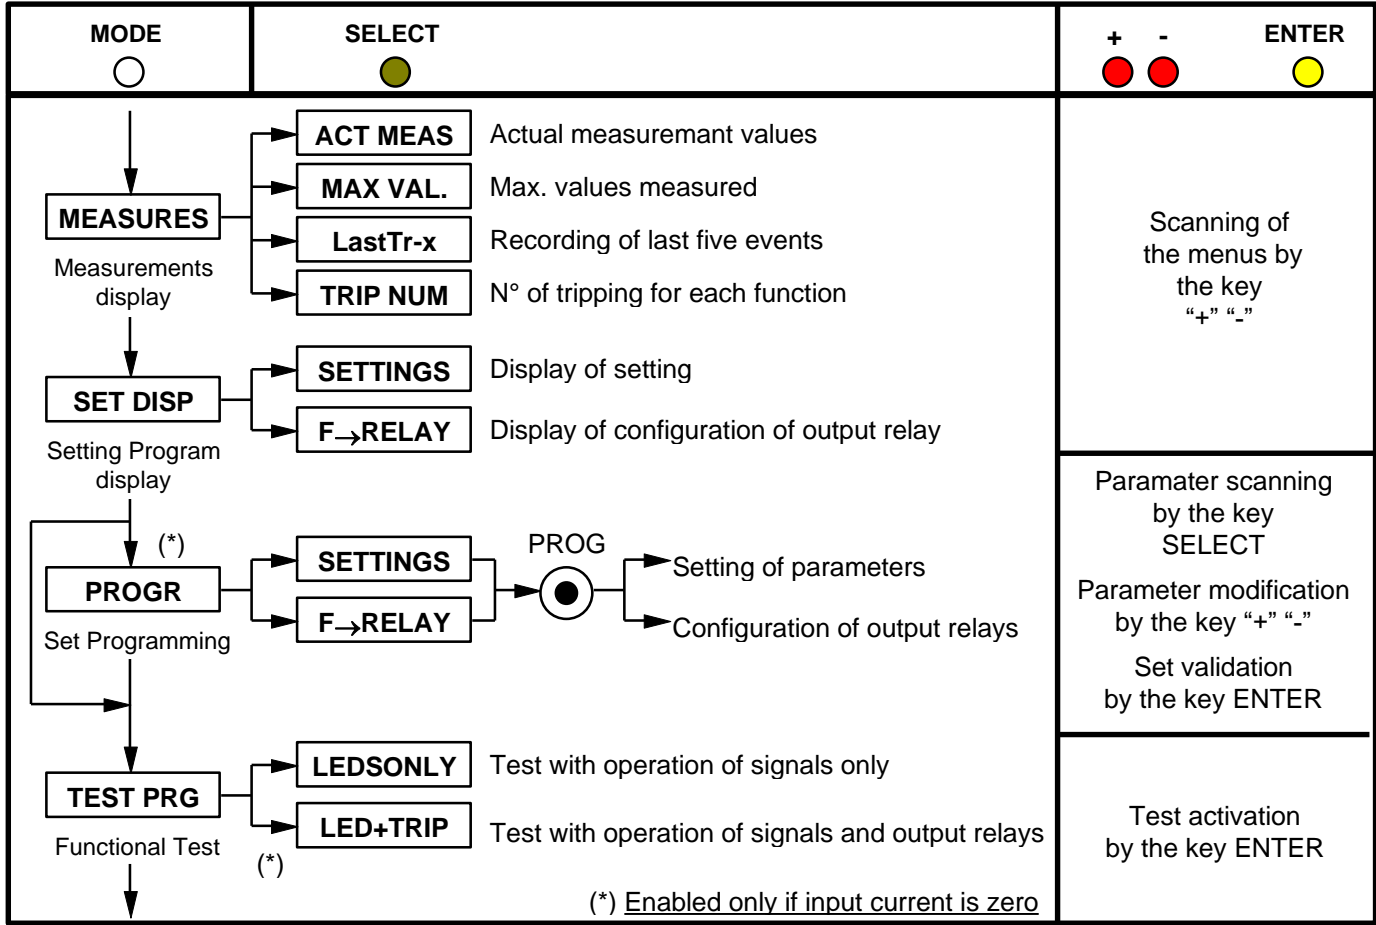 MODE
SELECT
+ -
ENTER
ACT MEAS Actual measuremant values
MAX VAL. Max. values measured
MEASURES
LastTr-x Recording of last five events
Measurements
display
TRIP NUM N° of tripping for each function
Scanning of
the menus by
the key
“+” “-”
SETTINGS Display of setting
SET DISP
F→RELAY Display of configuration of output relay
Setting Program
display
(*)
SETTINGS
PROG
Setting of parameters
PROGR
F→RELAY
Configuration of output relays
Set Programming
Paramater scanning
by the key
SELECT
Parameter modification
by the key “+” “-”
Set validation
by the key ENTER
LEDSONLY Test with operation of signals only
TEST PRG
LED+TRIP Test with operation of signals and output relays
Functional Test
(*)
Test activation
by the key ENTER
(*) Enabled only if input current is zero